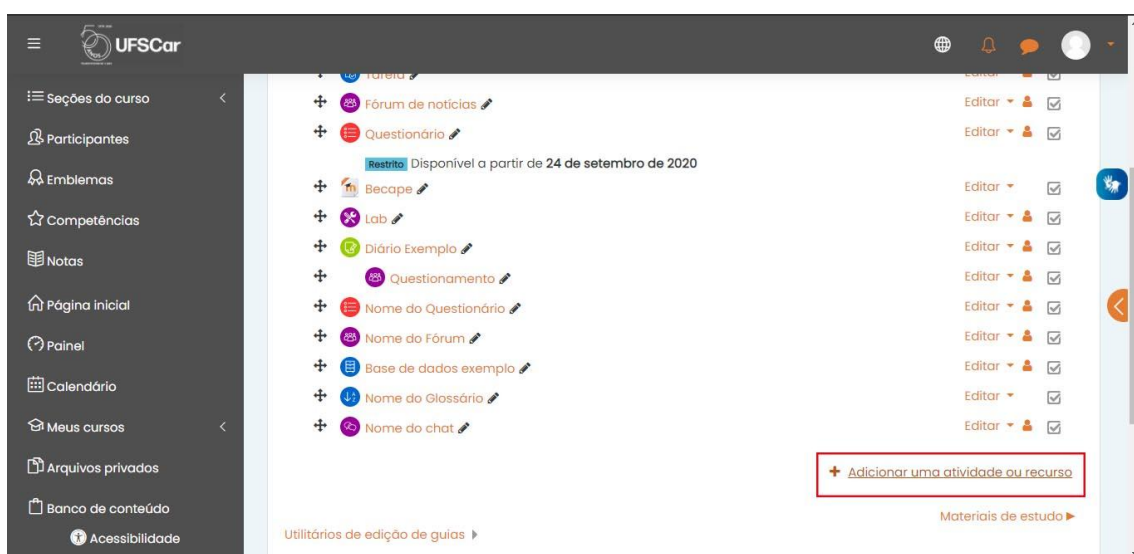 UFSCar
Seções do curso
Participantes
Emblemas
Competências
Notas
Página inicial
Painel
Calendário
Meus cursos
Arquivos privados
Banco de conteúdo
Acessibilidade
Tarefa Editar
Fórum de notícias Editar
Questionário Editar
Restrito Disponível a partir de 24 de setembro de 2020
Becape Editar
Lab Editar
Diário Exemplo Editar
Questionamento Editar
Nome do Questionário Editar
Nome do Fórum Editar
Base de dados exemplo Editar
Nome do Glossário Editar
Nome do chat Editar
+ Adicionar uma atividade ou recurso
Materiais de estudo ►
Utilitários de edição de guias